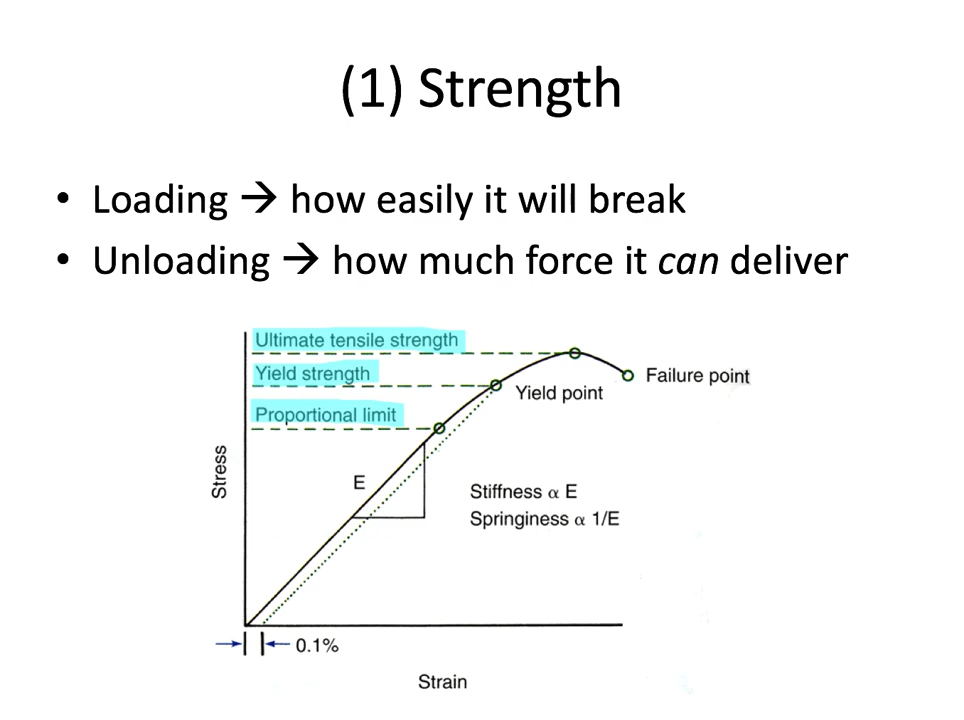 (1) Strength
• Loading → how easily it will break
• Unloading → how much force it can deliver
Ultimate tensile strength
Yield strength
Failure point
Yield point
Proportional limit
Stress
E
Stiffness α E
Springiness α 1/E
0.1%
Strain